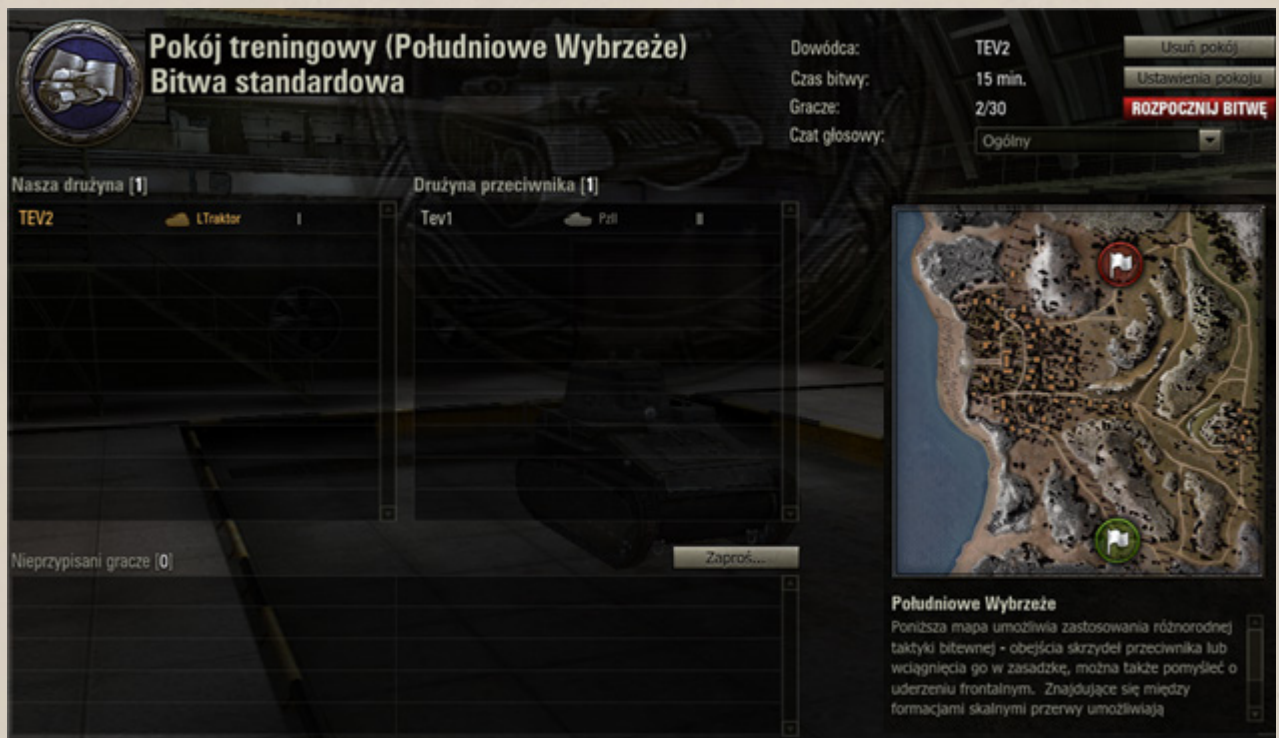 Pokój treningowy (Południowe Wybrzeże)
Bitwa standardowa
Dowódca: TEV2
Czas bitwy: 15 min.
Gracze: 2/30
Czat głosowy: Ogólny
Usuń pokój
Ustawienia pokoju
ROZPOCZNIJ BITWĘ
Nasza drużyna [1]
TEV2 LTraktor I
Drużyna przeciwnika [1]
Tev1 PzII II
Nieprzypisani gracze [0]
Zaproś...
Południowe Wybrzeże
Poniższa mapa umożliwia zastosowania różnorodnej
taktyki bitewnej - obejścia skrzydeł przeciwnika lub
wciągnięcia go w zasadzkę, można także pomyśleć o
uderzeniu frontalnym. Znajdujące się między
formacjami skalnymi przerwy umożliwiają